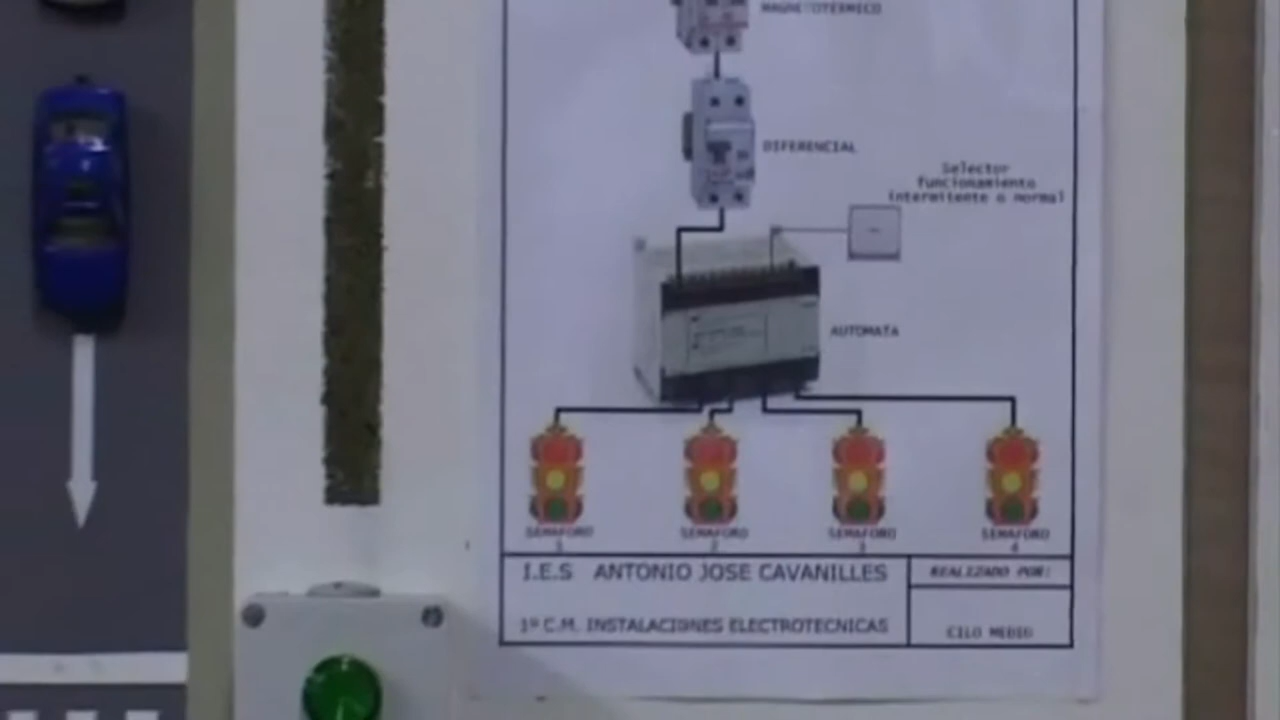 MAGNETOTERMICO
DIFERENCIAL
Selector
funcionamiento
intermitente o normal
AUTOMATA
SEMAFORO
1
SEMAFORO
2
SEMAFORO
3
SEMAFORO
4
I.E.S ANTONIO JOSE CAVANILLES
REALIZADO POR:
1º C.M. INSTALACIONES ELECTROTECNICAS
CILO MEDIO